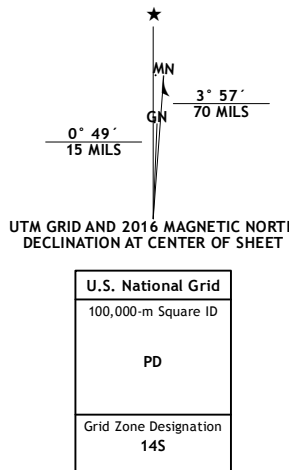 MN
3° 57´
70 MILS
GN
0° 49´
15 MILS
UTM GRID AND 2016 MAGNETIC NORTH
DECLINATION AT CENTER OF SHEET
U.S. National Grid
100,000-m Square ID
PD
Grid Zone Designation
14S